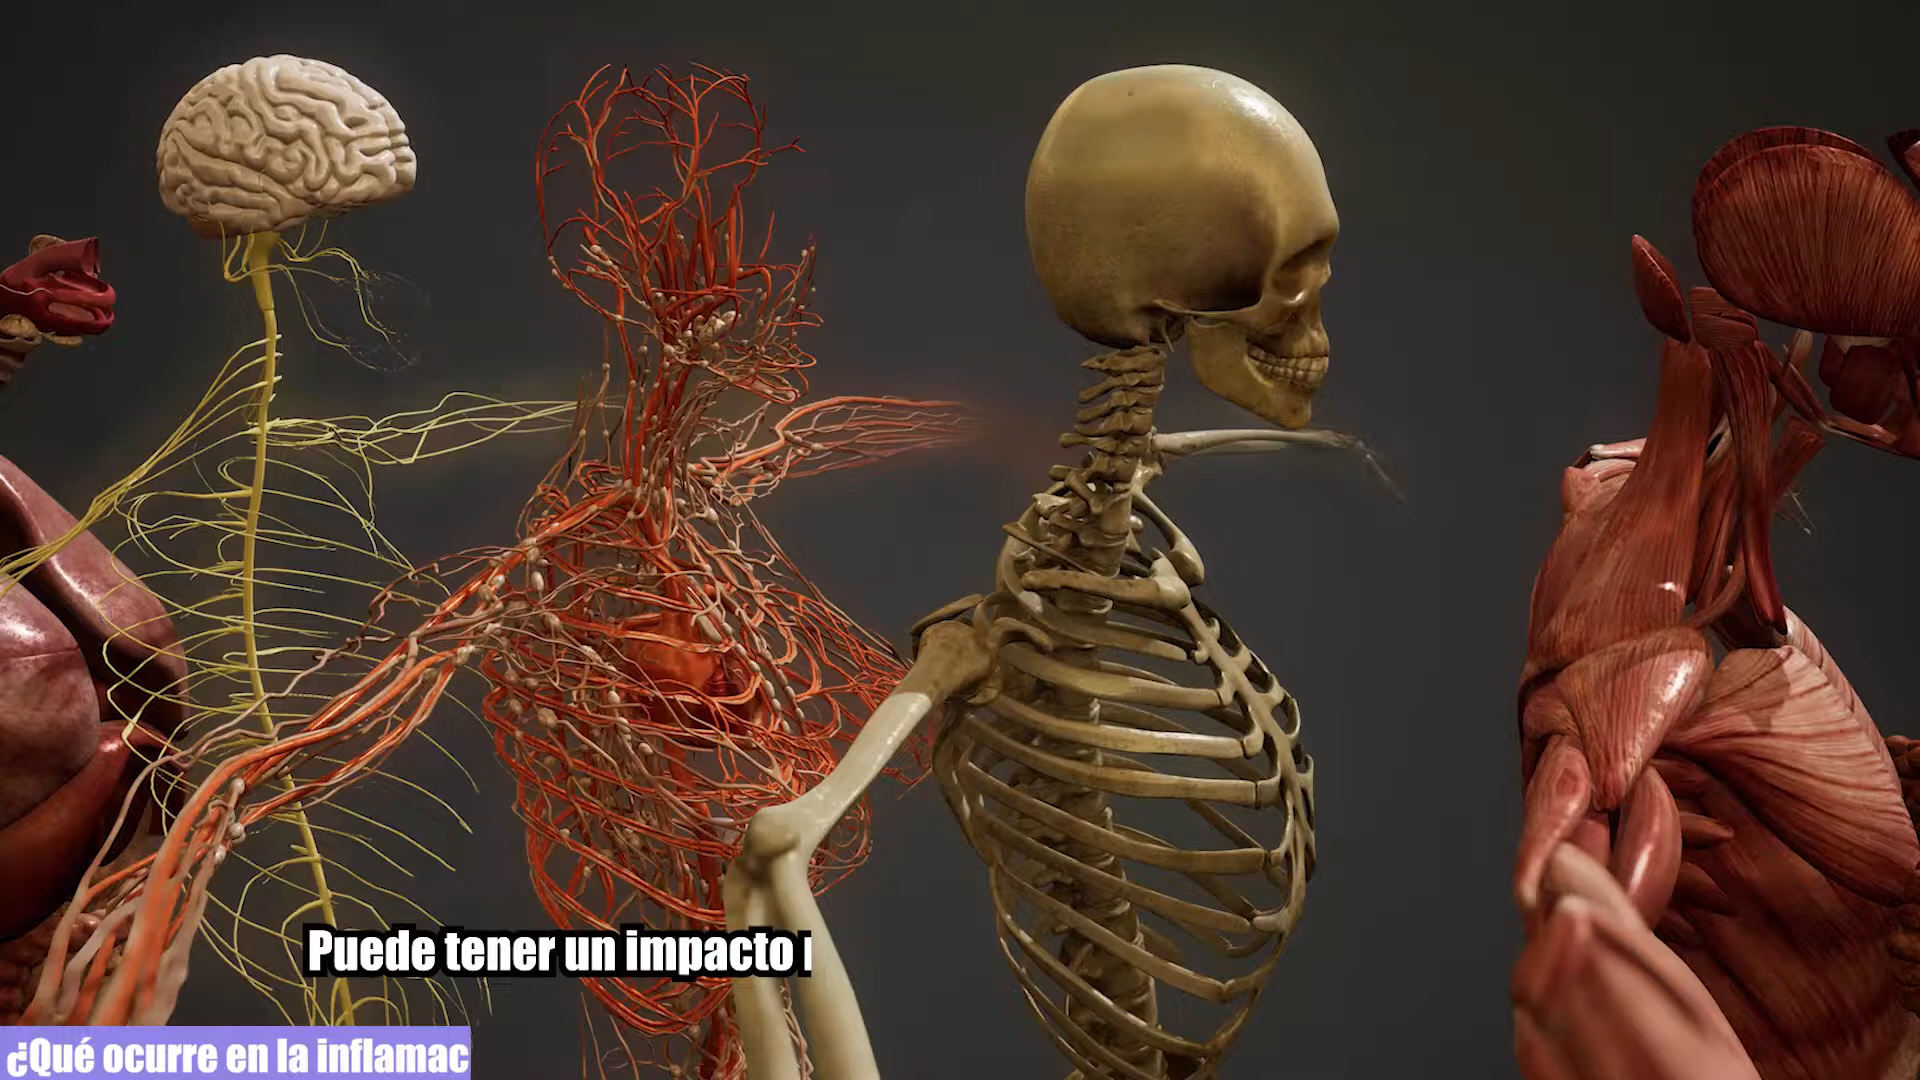 Puede tener un impacto
¿Qué ocurre en la inflamac